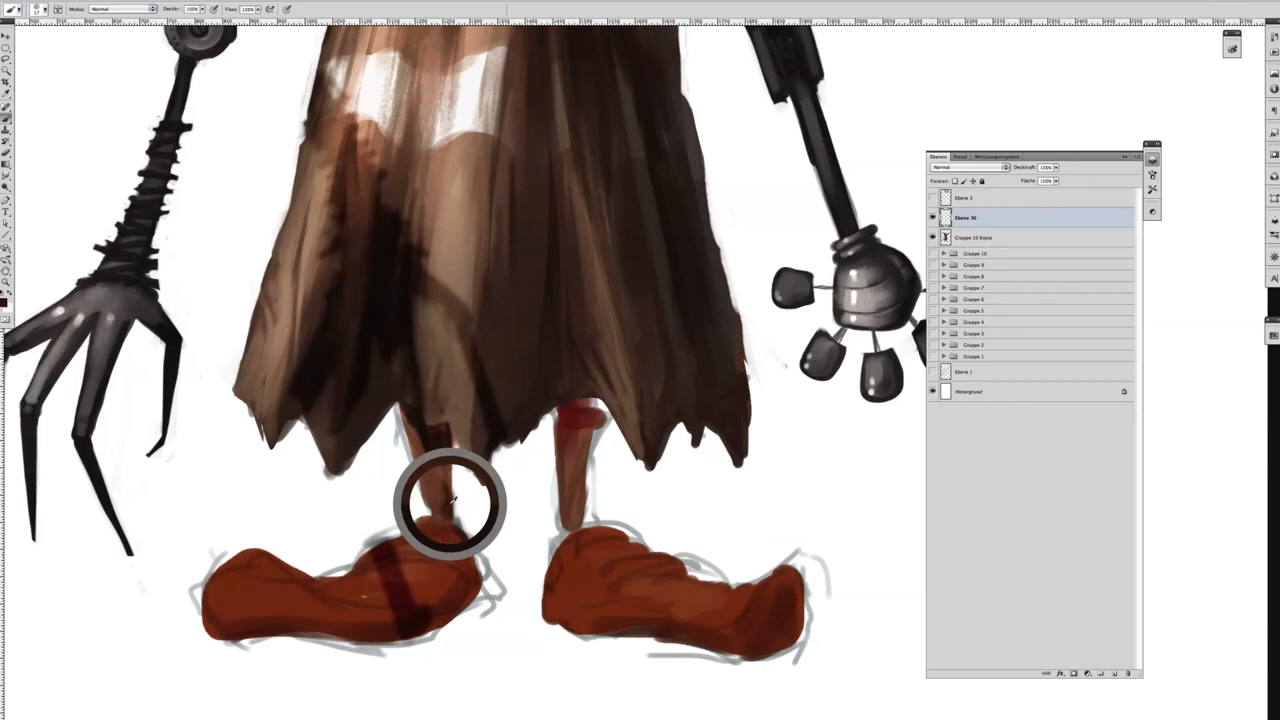 Modus: Normal Deckkr.: 100% Fluss: 100%
17
Ebenen Pfade Werkzeugvorgaben
Normal Deckkraft: 100%
Fixieren: Fläche: 100%
Ebene 3
Ebene 36
Gruppe 10 Kopie
Gruppe 10
Gruppe 9
Gruppe 8
Gruppe 7
Gruppe 6
Gruppe 5
Gruppe 4
Gruppe 3
Gruppe 2
Gruppe 1
Ebene 1
Hintergrund